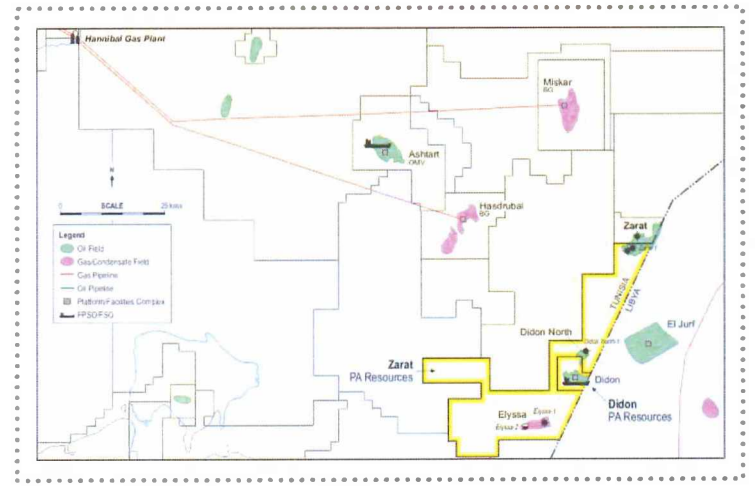 Hannibal Gas Plant
Miskar
BG
Ashtart
OMV
Hasdrubal
BG
N
0 SCALE
Legend
Oil Field
Gas/Condensate Field
Gas Pipeline
Oil Pipeline
Platform/Facilities Complex
FPSO/FSO
Zarat
TUNISIA
LIBYA
El Jurf
Didon North
Zarat
PA Resources
Didon
Didon
PA Resources
Elyssa
Elyssa-1
Elyssa-2